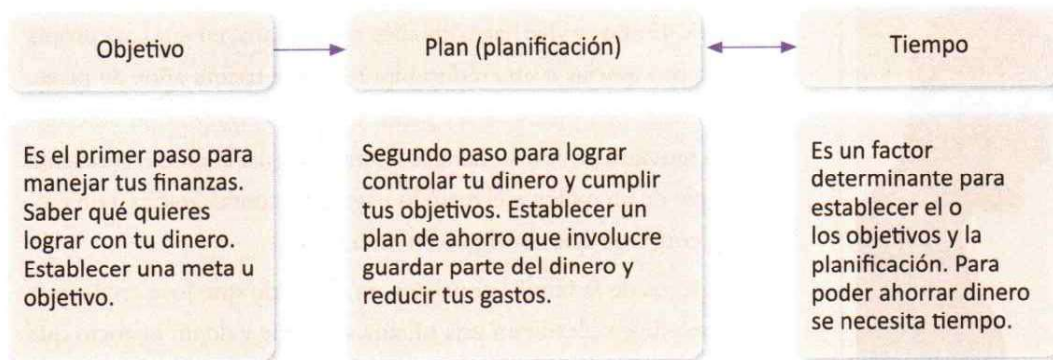 Objetivo
Plan (planificación)
Tiempo
Es el primer paso para
manejar tus finanzas.
Saber qué quieres
lograr con tu dinero.
Establecer una meta u
objetivo.
Segundo paso para lograr
controlar tu dinero y cumplir
tus objetivos. Establecer un
plan de ahorro que involucre
guardar parte del dinero y
reducir tus gastos.
Es un factor
determinante para
establecer el o
los objetivos y la
planificación. Para
poder ahorrar dinero
se necesita tiempo.